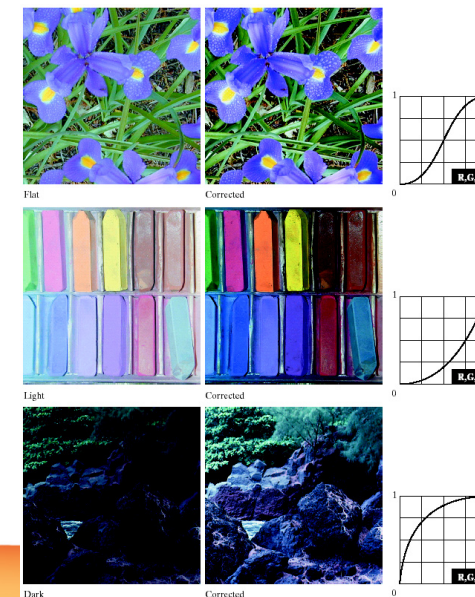 Flat
Corrected
1
R,G,
0
Light
Corrected
1
R,G,
0
Dark
Corrected
1
R,G,
0